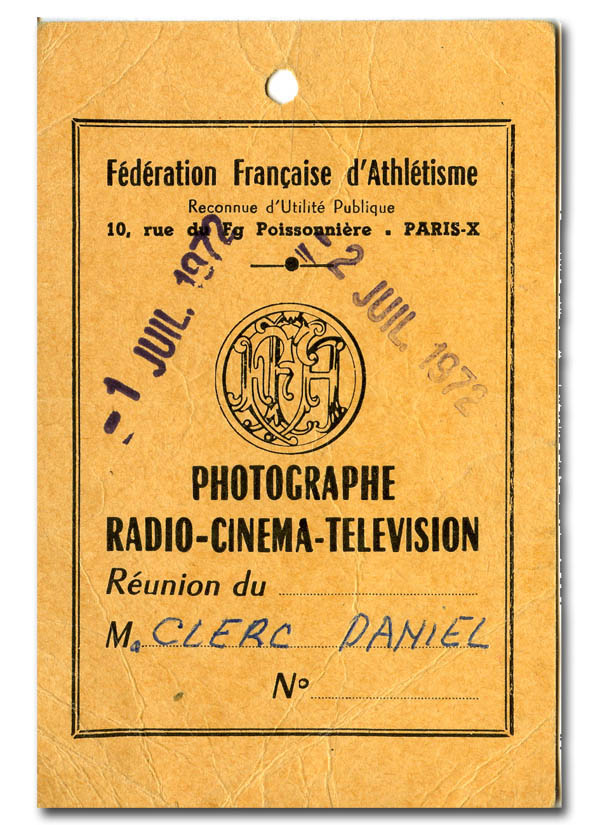 Fédération Française d'Athlétisme
Reconnue d'Utilité Publique
10, rue du Fg Poissonnière . PARIS-X
-1 JUIL. 1972
-2 JUIL. 1972
PHOTOGRAPHE
RADIO-CINEMA-TELEVISION
Réunion du
M. CLERC DANIEL
No